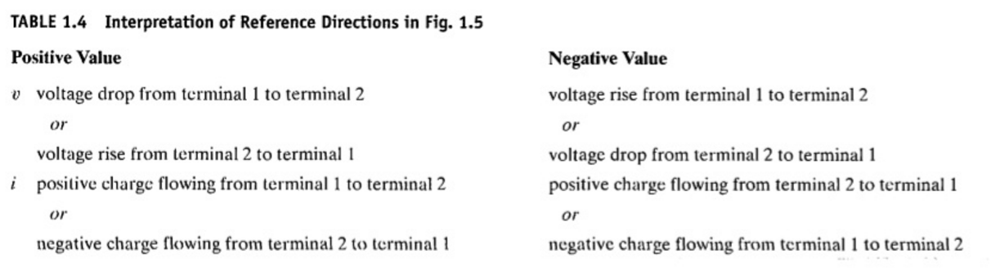 TABLE 1.4 Interpretation of Reference Directions in Fig. 1.5
Positive Value Negative Value
v voltage drop from terminal 1 to terminal 2 voltage rise from terminal 1 to terminal 2
or or
voltage rise from terminal 2 to terminal 1 voltage drop from terminal 2 to terminal 1
i positive charge flowing from terminal 1 to terminal 2 positive charge flowing from terminal 2 to terminal 1
or or
negative charge flowing from terminal 2 to terminal 1 negative charge flowing from terminal 1 to terminal 2